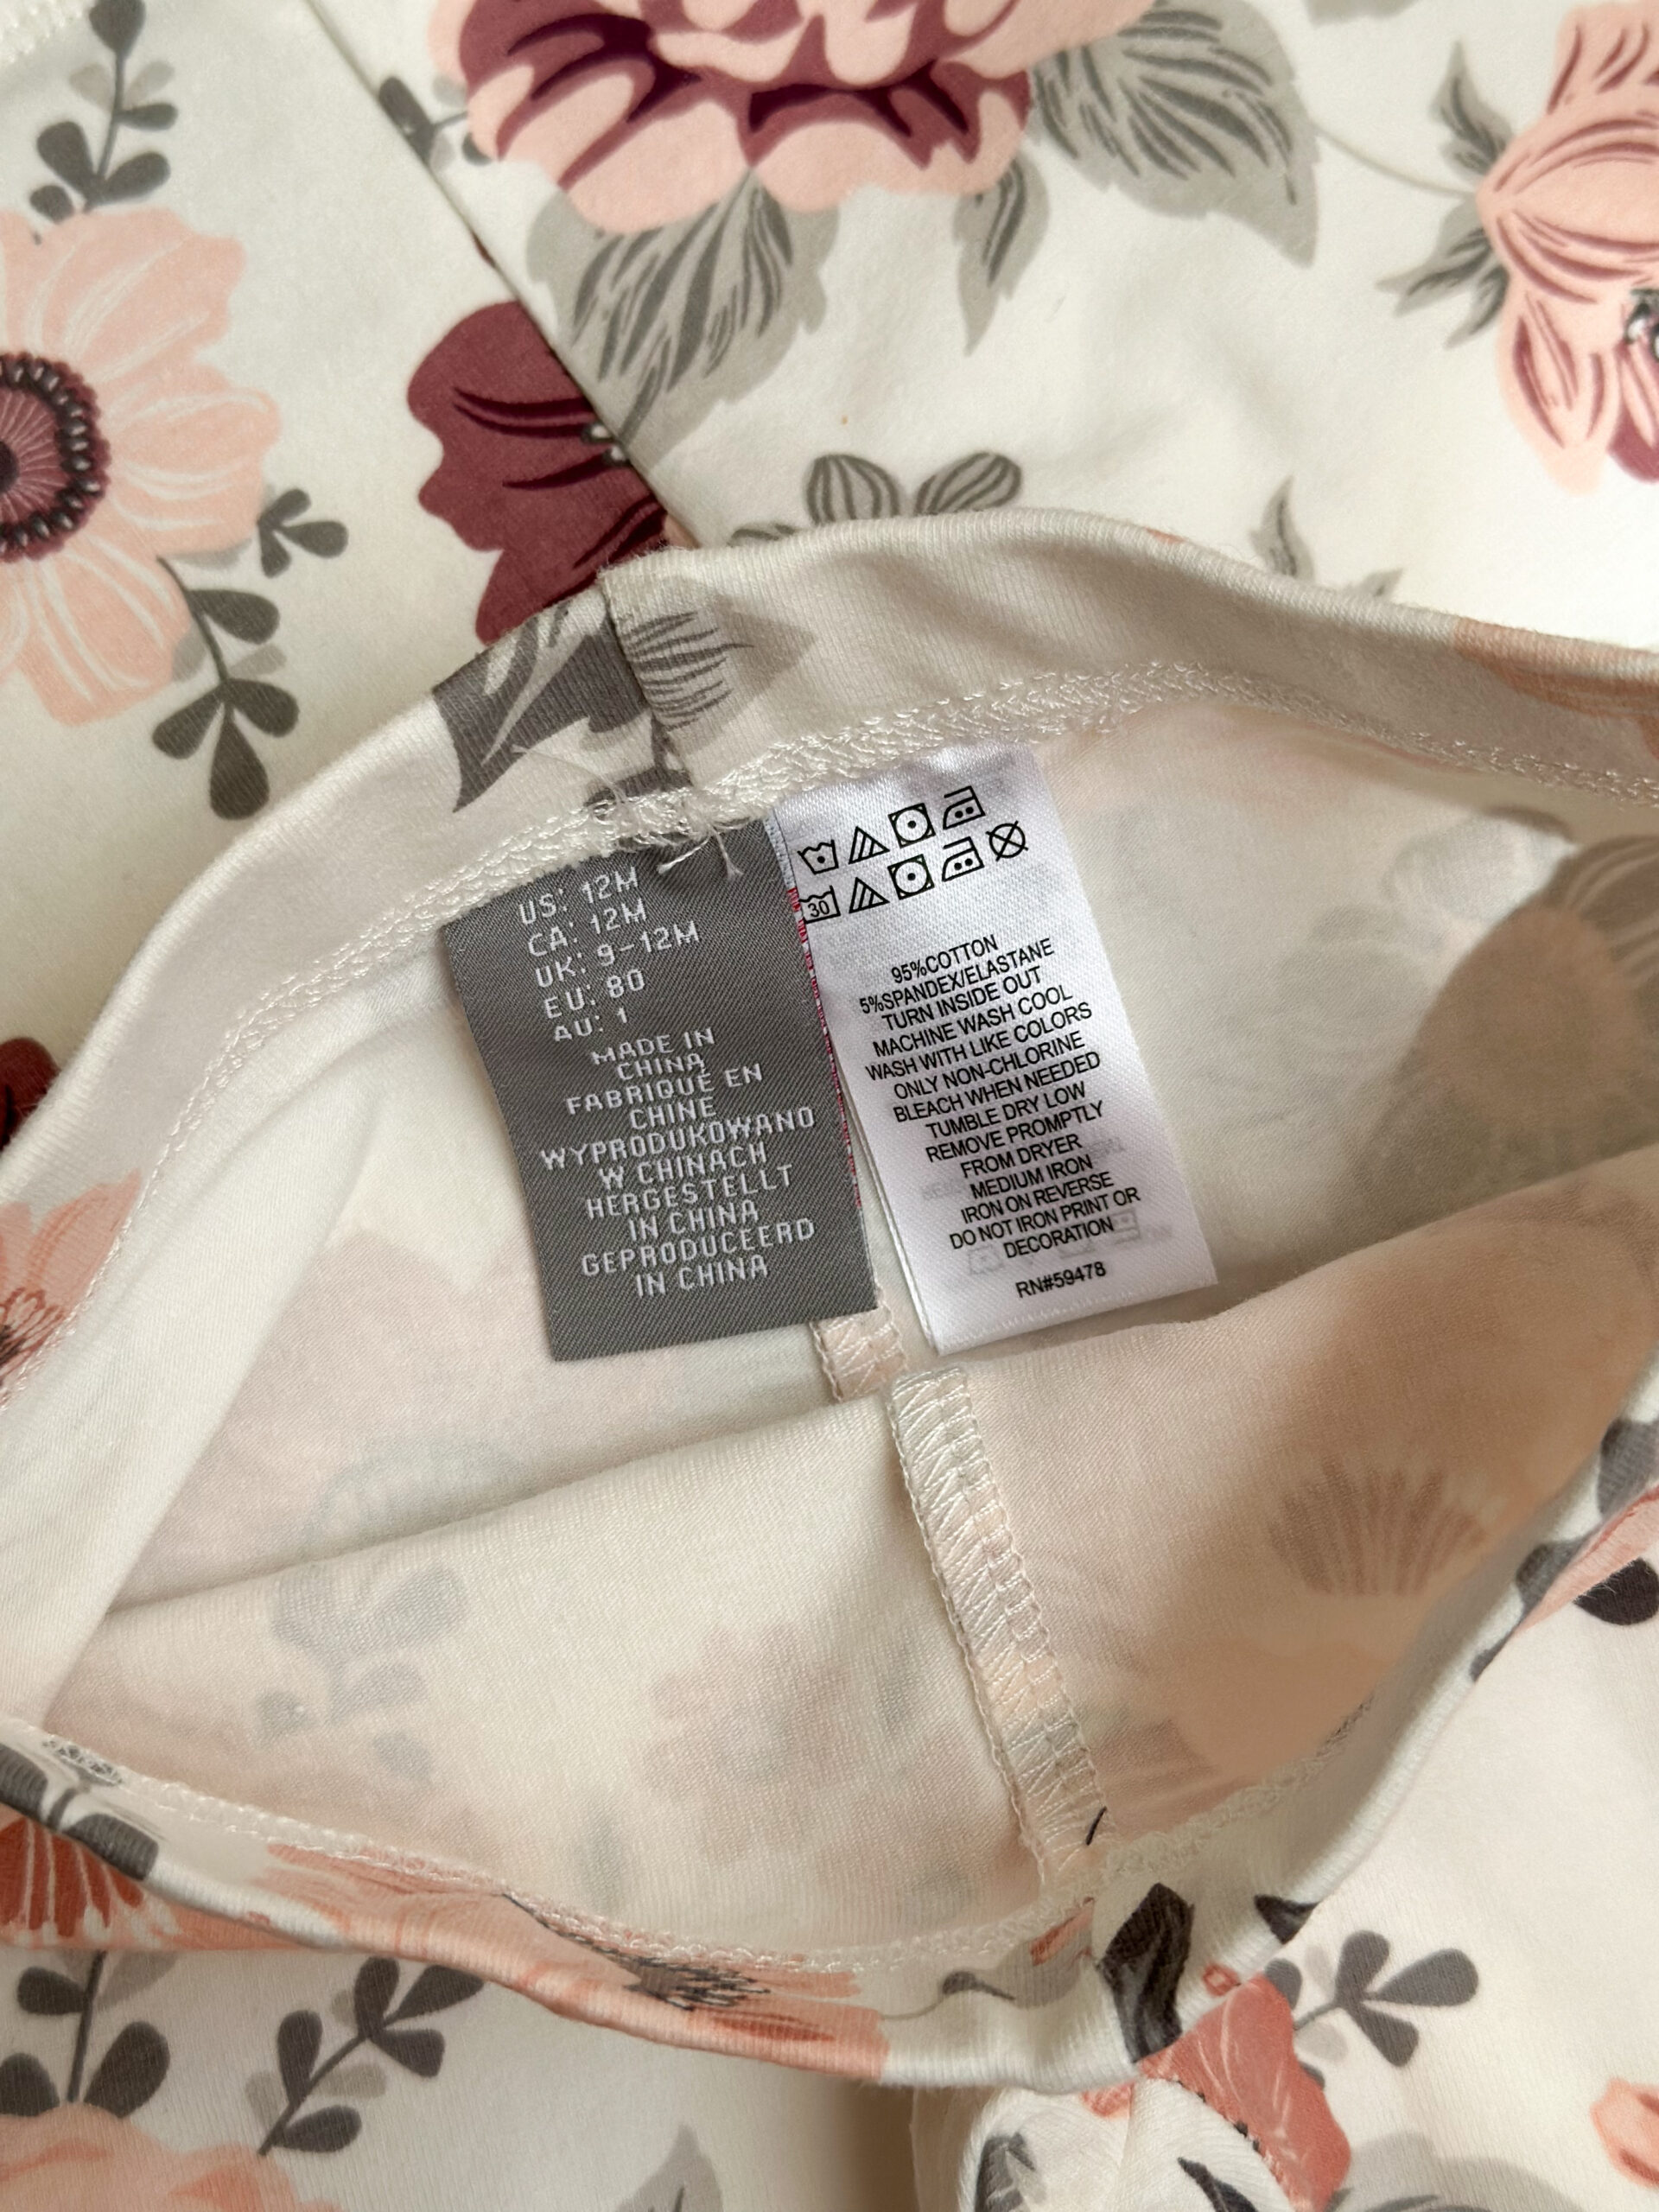 US: 12M
CA: 12M
UK: 9-12M
EU: 80
AU: 1
MADE IN
CHINA
FABRIQUÉ EN
CHINE
WYPRODUKOWANO
W CHINACH
HERGESTELLT
IN CHINA
GEPRODUCEERD
IN CHINA
30
95%COTTON
5%SPANDEX/ELASTANE
TURN INSIDE OUT
MACHINE WASH COOL
WASH WITH LIKE COLORS
ONLY NON-CHLORINE
BLEACH WHEN NEEDED
TUMBLE DRY LOW
REMOVE PROMPTLY
FROM DRYER
MEDIUM IRON
IRON ON REVERSE
DO NOT IRON PRINT OR
DECORATION
RN#59478